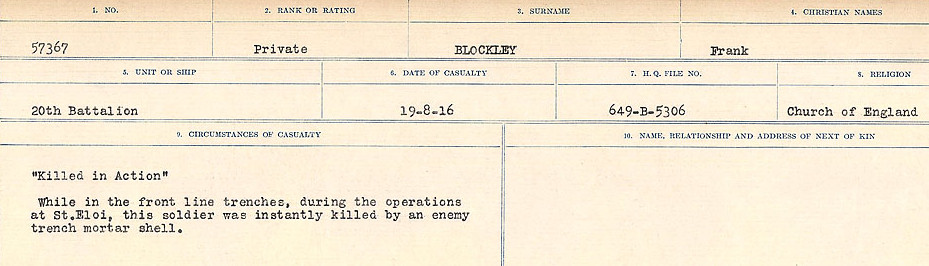 1. NO. 2. RANK OR RATING 3. SURNAME 4. CHRISTIAN NAMES
57367 Private BLOCKLEY Frank
5. UNIT OR SHIP 6. DATE OF CASUALTY 7. H.Q. FILE NO. 8. RELIGION
20th Battalion 19-8-16 649-B-5306 Church of England
9. CIRCUMSTANCES OF CASUALTY 10. NAME, RELATIONSHIP AND ADDRESS OF NEXT OF KIN
"Killed in Action"
While in the front line trenches, during the operations
at St.Eloi, this soldier was instantly killed by an enemy
trench mortar shell.